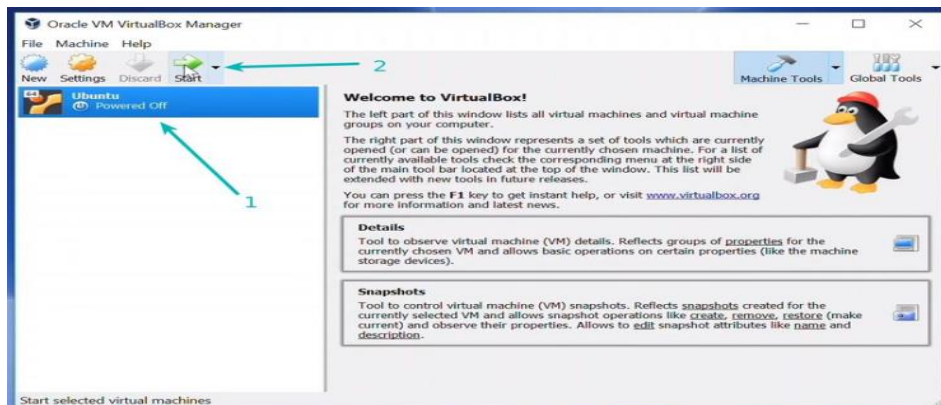 Oracle VM VirtualBox Manager
File Machine Help
New Settings Discard Start
2
Machine Tools Global Tools
64
Ubuntu
Powered Off
1
Welcome to VirtualBox!
The left part of this window lists all virtual machines and virtual machine
groups on your computer.
The right part of this window represents a set of tools which are currently
opened (or can be opened) for the currently chosen machine. For a list of
currently available tools check the corresponding menu at the right side
of the main tool bar located at the top of the window. This list will be
extended with new tools in future releases.
You can press the F1 key to get instant help, or visit www.virtualbox.org
for more information and latest news.
Details
Tool to observe virtual machine (VM) details. Reflects groups of properties for the
currently chosen VM and allows basic operations on certain properties (like the machine
storage devices).
Snapshots
Tool to control virtual machine (VM) snapshots. Reflects snapshots created for the
currently selected VM and allows snapshot operations like create, remove, restore (make
current) and observe their properties. Allows to edit snapshot attributes like name and
description.
Start selected virtual machines